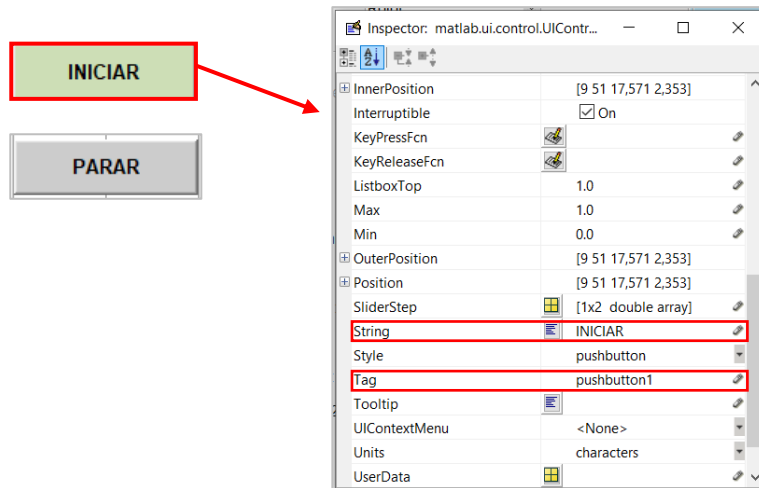 INICIAR
PARAR
Inspector: matlab.ui.control.UIContr...
InnerPosition [9 51 17,571 2,353]
Interruptible On
KeyPressFcn
KeyReleaseFcn
ListboxTop 1.0
Max 1.0
Min 0.0
OuterPosition [9 51 17,571 2,353]
Position [9 51 17,571 2,353]
SliderStep [1x2 double array]
String INICIAR
Style pushbutton
Tag pushbutton1
Tooltip
UIContextMenu <None>
Units characters
UserData